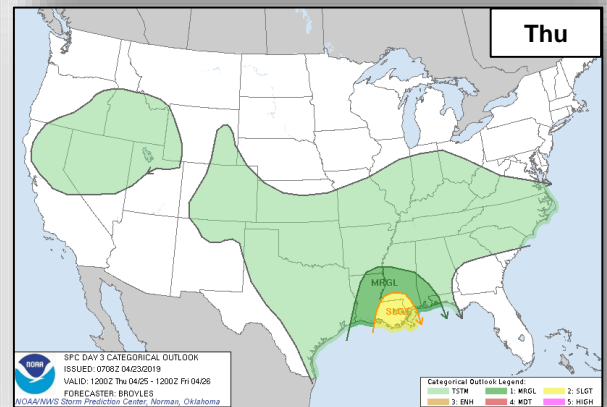 Thu
MRGL
SLGT
NOAA
SPC DAY 3 CATEGORICAL OUTLOOK
ISSUED: 0708Z 04/23/2019
VALID: 1200Z Thu 04/25 - 1200Z Fri 04/26
FORECASTER: BROYLES
NOAA/NWS Storm Prediction Center, Norman, Oklahoma
Categorical Outlook Legend:
TSTM 1: MRGL 2: SLGT
3: ENH 4: MDT 5: HIGH